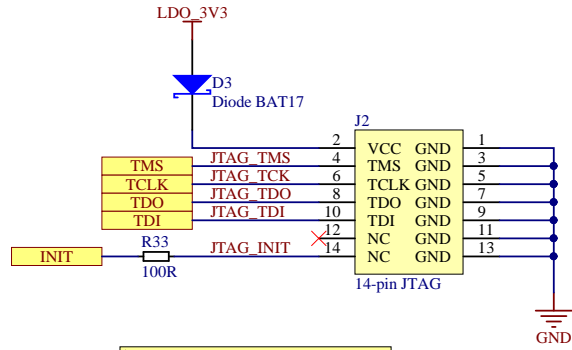 LDO_3V3
D3
Diode BAT17
J2
2 VCC GND 1
TMS JTAG_TMS 4 TMS GND 3
TCLK JTAG_TCK 6 TCLK GND 5
TDO JTAG_TDO 8 TDO GND 7
TDI JTAG_TDI 10 TDI GND 9
12 NC GND 11
INIT R33 JTAG_INIT 14 NC GND 13
100R
14-pin JTAG
GND